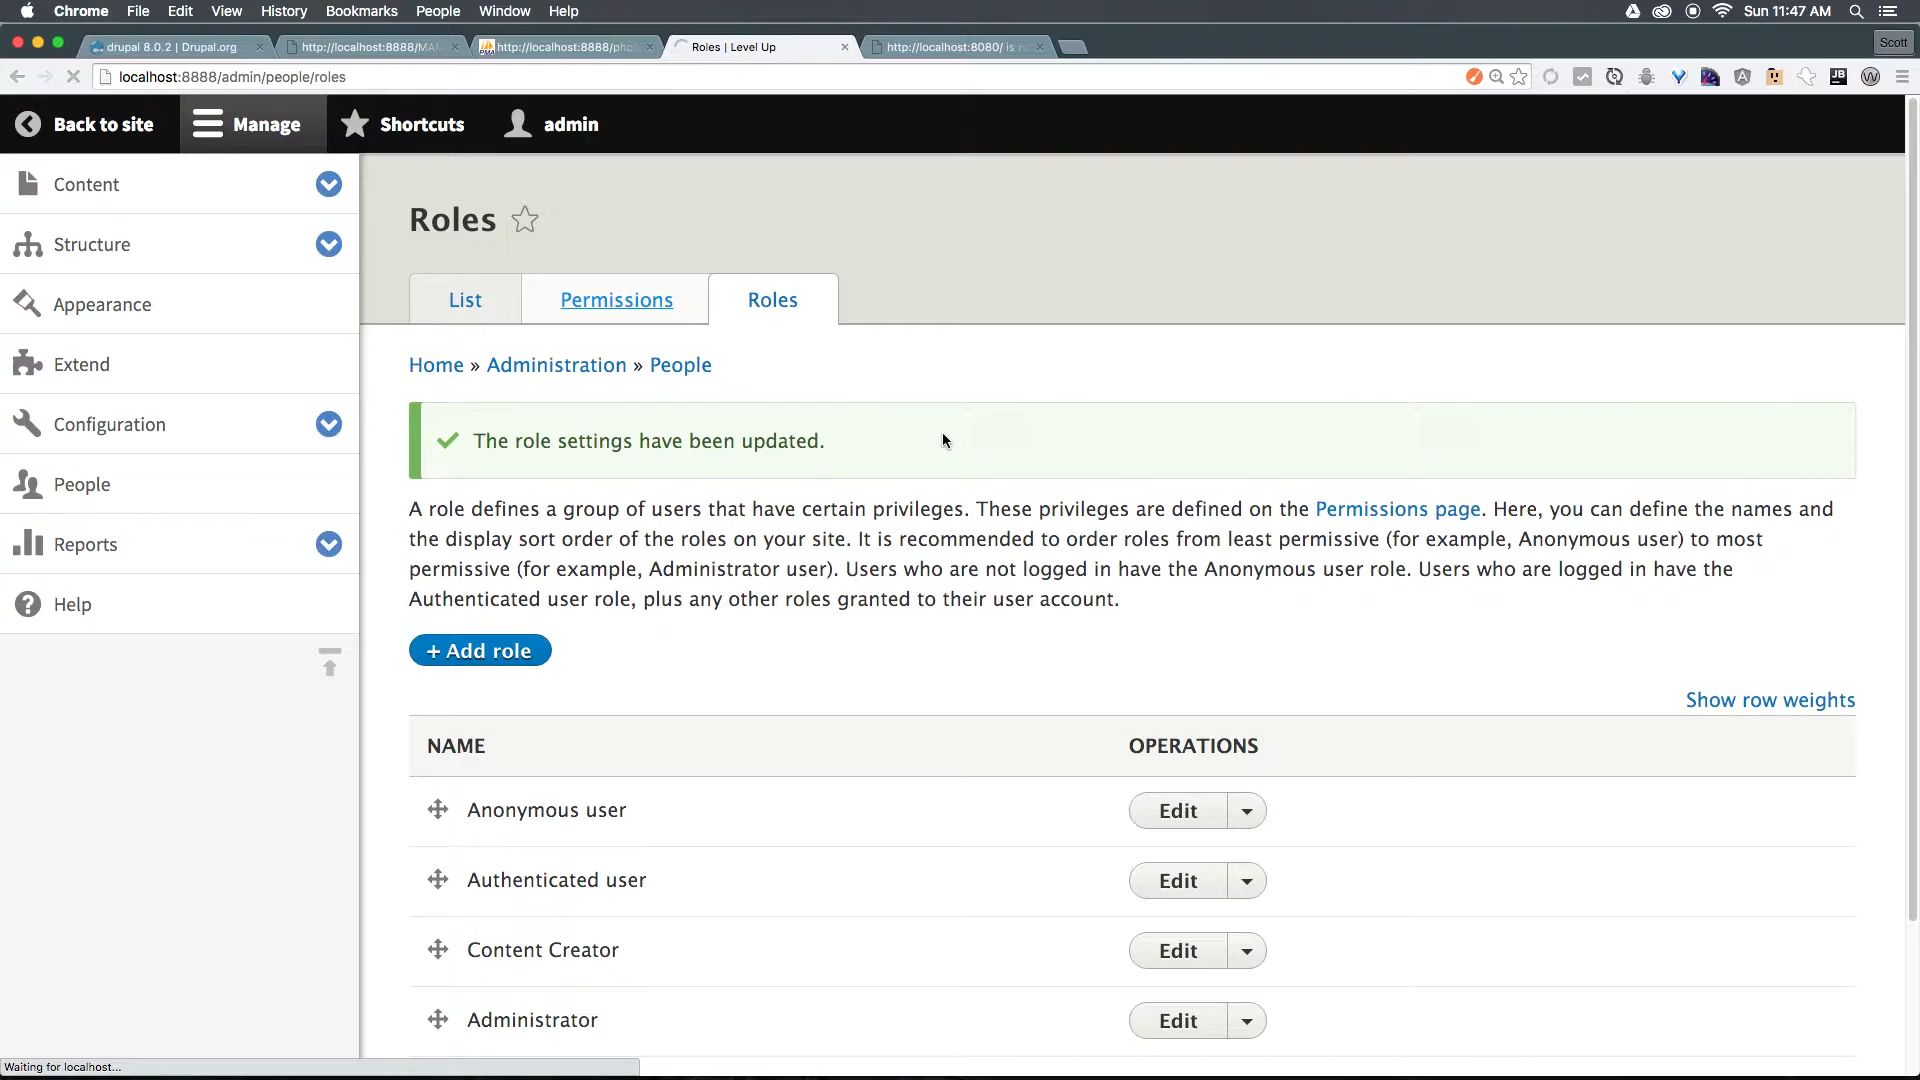 Chrome File Edit View History Bookmarks People Window Help Sun 11:47 AM
drupal 8.0.2 | Drupal.org http://localhost:8888/MA http://localhost:8888/php Roles | Level Up http://localhost:8080/ is n Scott
localhost:8888/admin/people/roles
Back to site Manage Shortcuts admin
Content
Structure
Appearance
Extend
Configuration
People
Reports
Help
Roles
List Permissions Roles
Home » Administration » People
The role settings have been updated.
A role defines a group of users that have certain privileges. These privileges are defined on the Permissions page. Here, you can define the names and
the display sort order of the roles on your site. It is recommended to order roles from least permissive (for example, Anonymous user) to most
permissive (for example, Administrator user). Users who are not logged in have the Anonymous user role. Users who are logged in have the
Authenticated user role, plus any other roles granted to their user account.
+ Add role
Show row weights
NAME OPERATIONS
Anonymous user Edit
Authenticated user Edit
Content Creator Edit
Administrator Edit
Waiting for localhost...